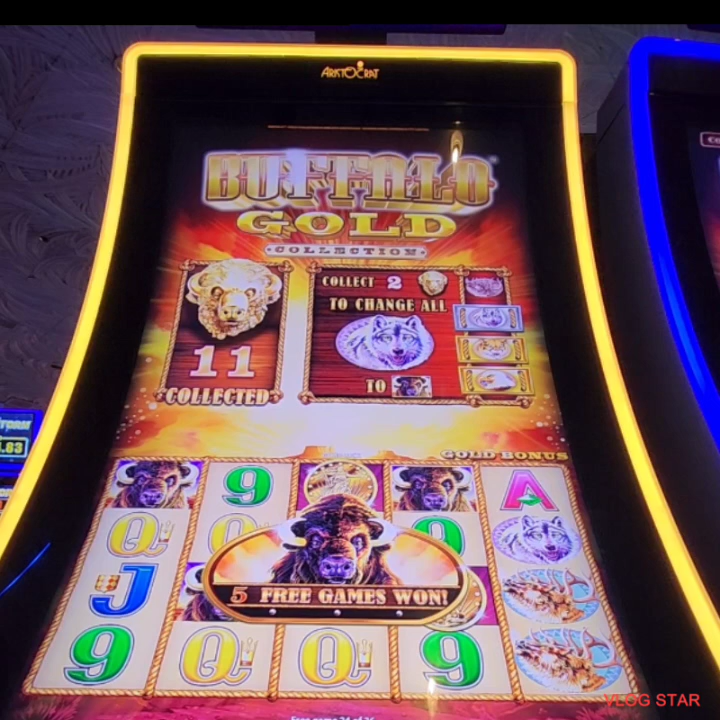 ARISTOCRAT
BUFFALO
GOLD
COLLECTION
COLLECT 2
TO CHANGE ALL
11
TO
COLLECTED
GOLD BONUS
9
A
Q
Q
9
J
5 FREE GAMES WON!
9
Q
Q
9
VLOG STAR